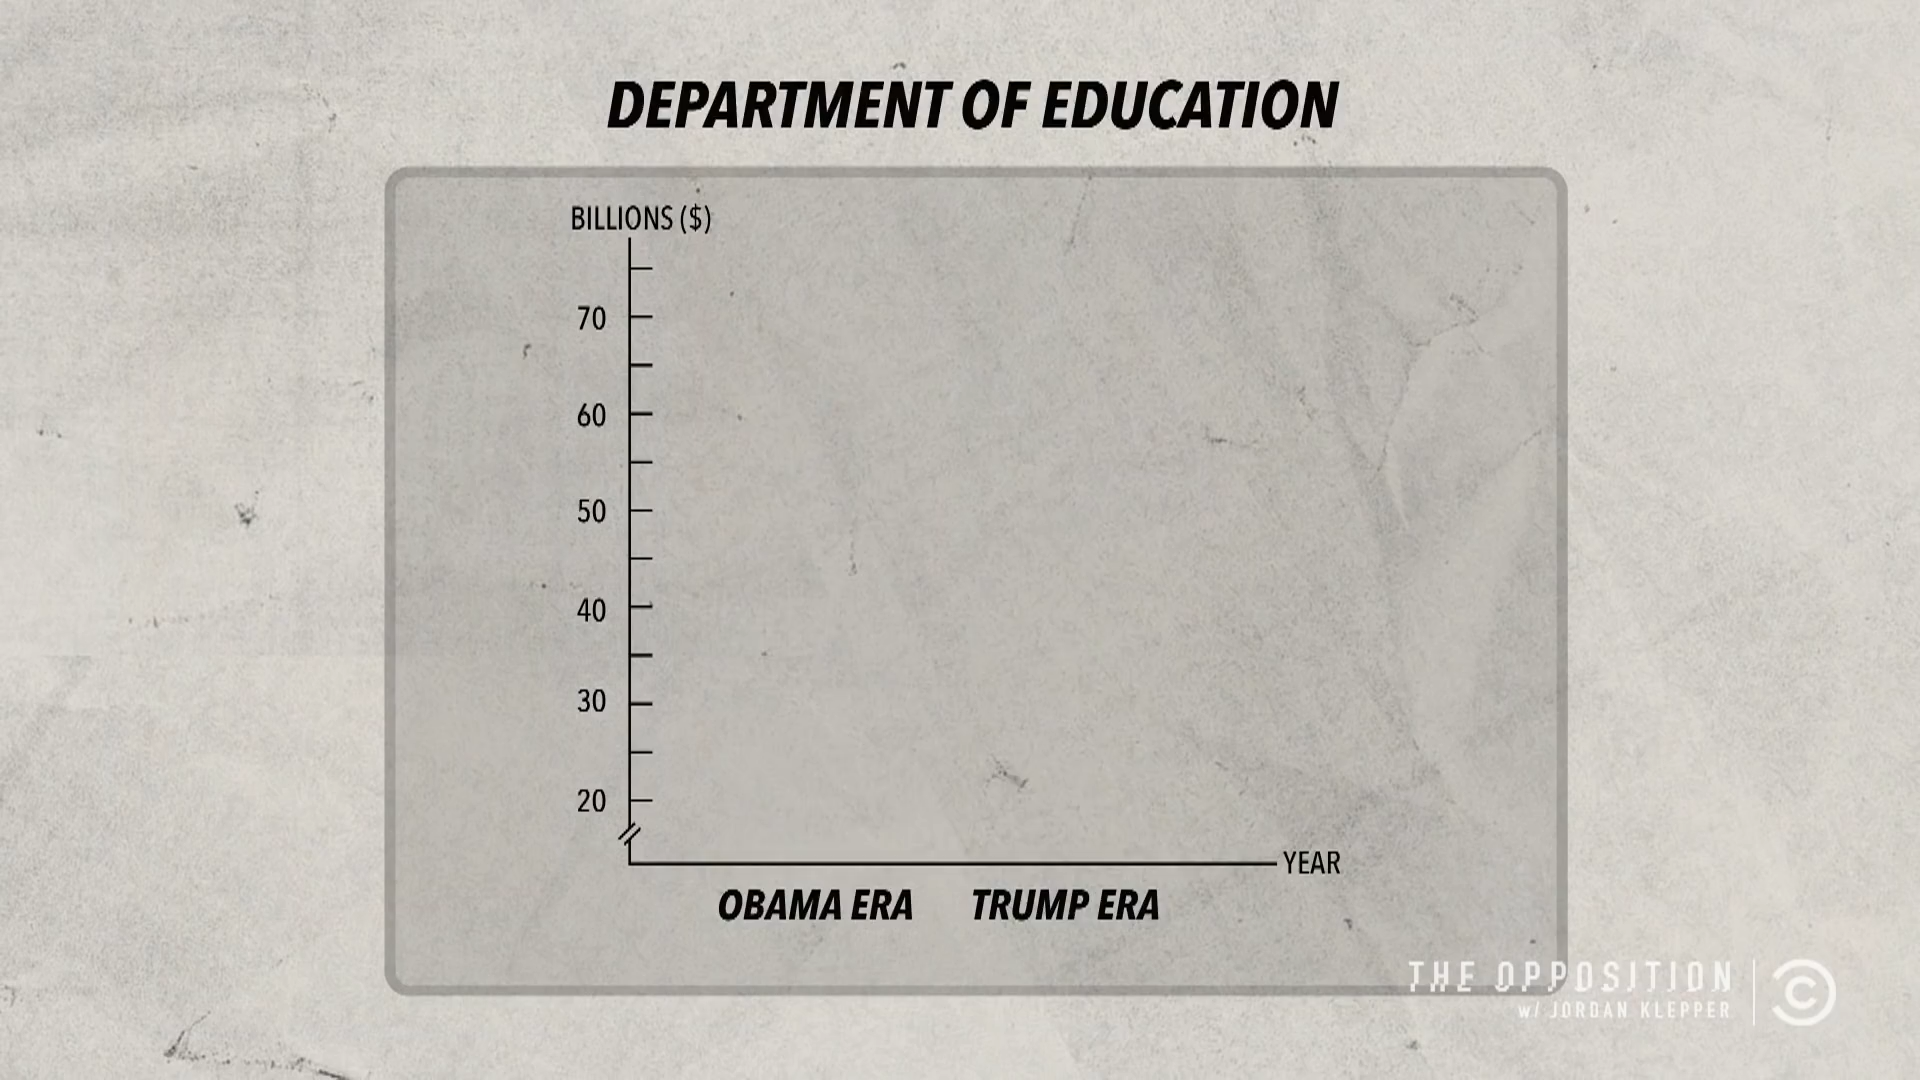 DEPARTMENT OF EDUCATION
BILLIONS ($)
70
60
50
40
30
20
YEAR
OBAMA ERA TRUMP ERA
THE OPPOSITION
w/ JORDAN KLEPPER